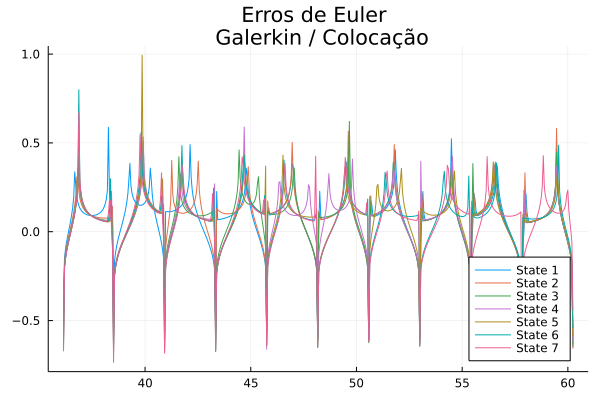 Erros de Euler
Galerkin / Colocação
1.0
0.5
0.0
−0.5
40
45
50
55
60
State 1
State 2
State 3
State 4
State 5
State 6
State 7